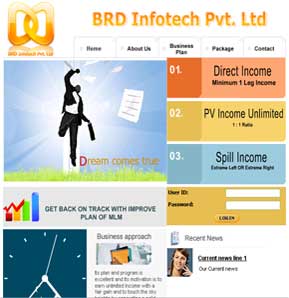 BRD Infotech Pvt. Ltd
BRD Infotech Pvt. Ltd
Home
About Us
Business
Plan
Package
Contact
01.
Direct Income
Minimum 1 Leg Income
02.
PV Income Unlimited
1 : 1 Ratio
03.
Spill Income
Extreme Left OR Extreme Right
Dream comes true
User ID:
Password:
LOGIN
GET BACK ON TRACK WITH IMPROVE
PLAN OF MLM
Business approach
Its plan and program is
excellent and its motivation is to
earn unlimited income with a
fair gain and to touch the sky
Recent News
Current news line 1
Our Current news